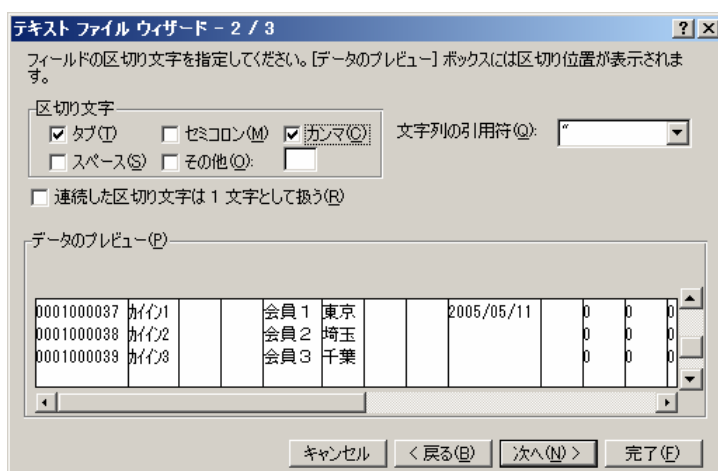 テキスト ファイル ウィザード - 2 / 3
フィールドの区切り文字を指定してください。[データのプレビュー] ボックスには区切り位置が表示されま
す。
区切り文字
タブ(T) セミコロン(M) カンマ(C) 文字列の引用符(Q): "
スペース(S) その他(O):
連続した区切り文字は 1 文字として扱う(R)
データのプレビュー(P)
0001000037 カイイン1 会員1 東京 2005/05/11 0 0 0
0001000038 カイイン2 会員2 埼玉 0 0 0
0001000039 カイイン3 会員3 千葉 0 0 0
キャンセル < 戻る(B) 次へ(N) > 完了(F)